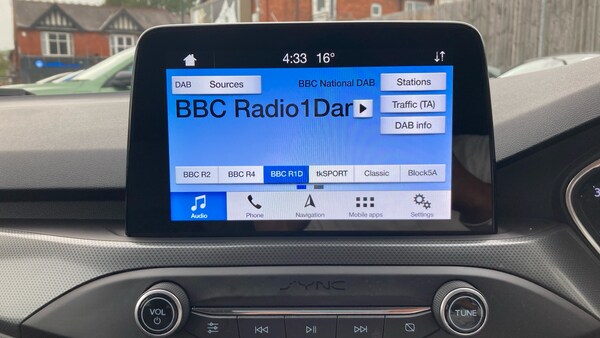 4:33 16°
DAB Sources BBC National DAB Stations
BBC Radio1Dan
Traffic (TA)
DAB info
BBC R2 BBC R4 BBC R1D tkSPORT Classic Block5A
Audio Phone Navigation Mobile apps Settings
SYNC
VOL TUNE